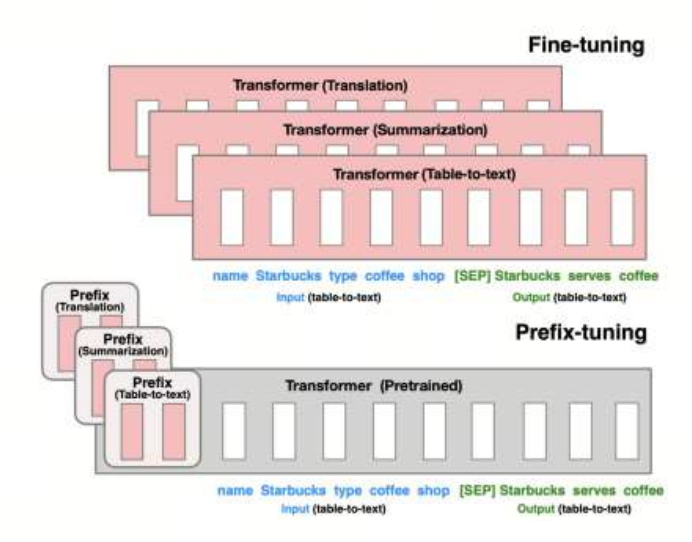 Fine-tuning
Transformer (Translation)
Transformer (Summarization)
Transformer (Table-to-text)
name Starbucks type coffee shop [SEP] Starbucks serves coffee
Input (table-to-text) Output (table-to-text)
Prefix-tuning
Prefix
(Translation)
Prefix
(Summarization)
Prefix
(Table-to-text)
Transformer (Pretrained)
name Starbucks type coffee shop [SEP] Starbucks serves coffee
Input (table-to-text) Output (table-to-text)